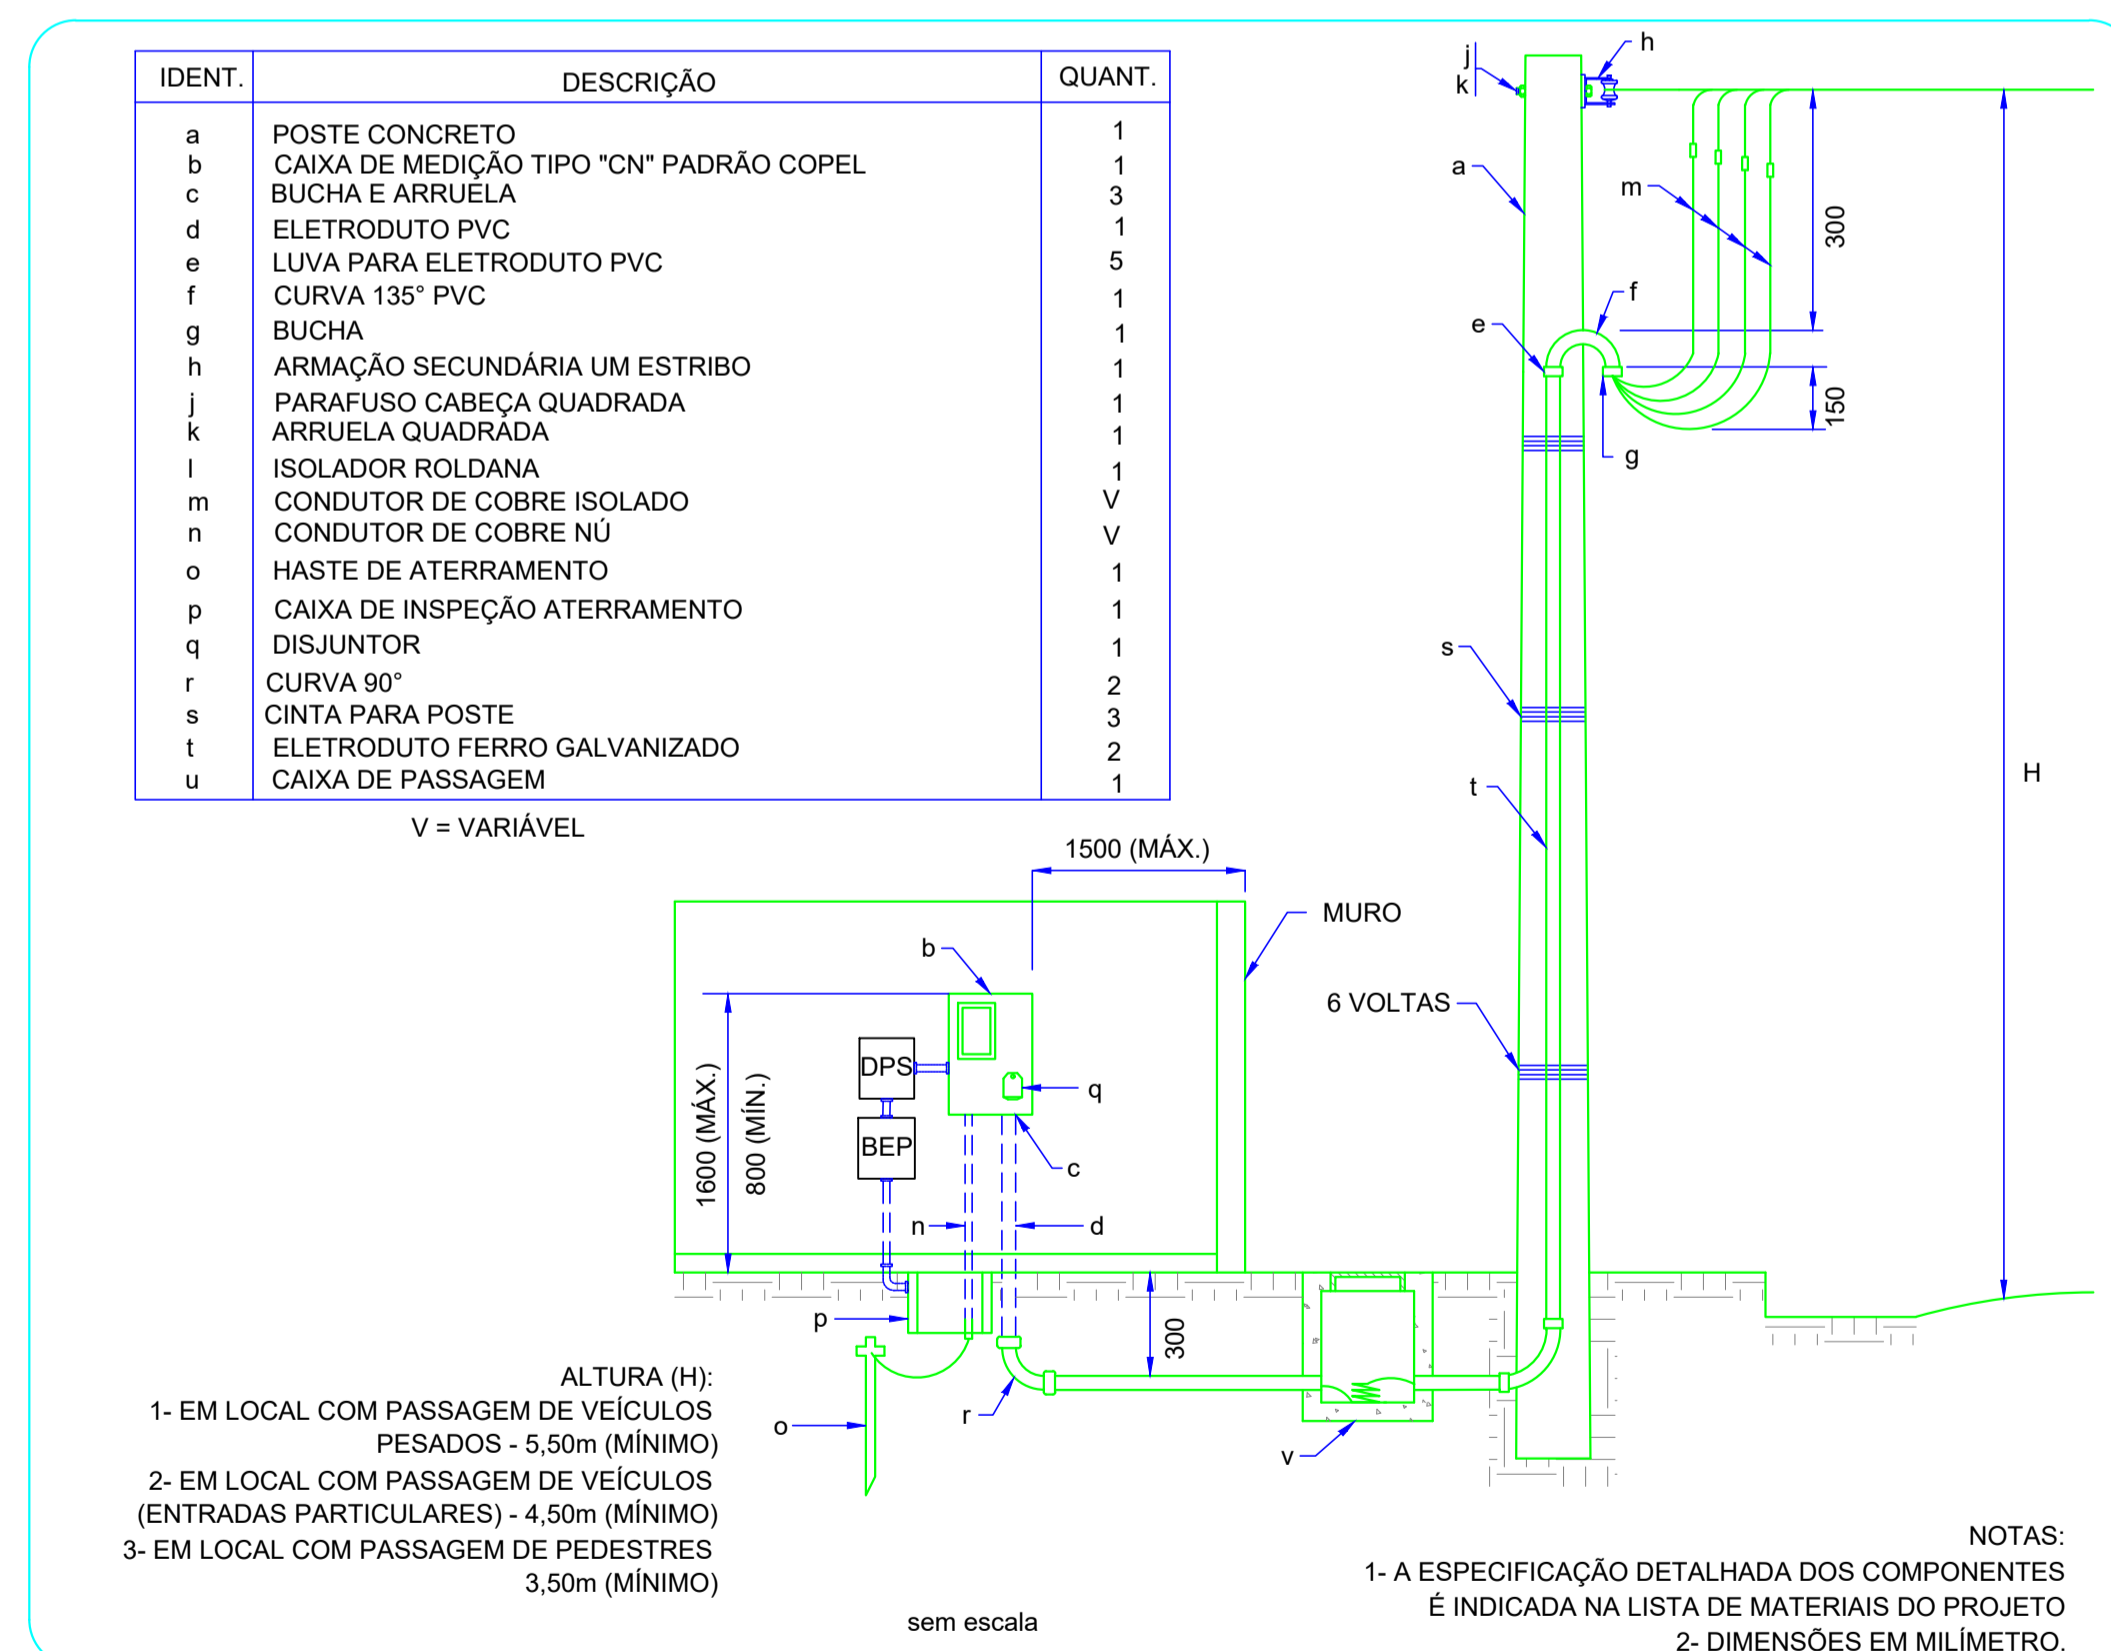 IDENT. DESCRIÇÃO QUANT.
a POSTE CONCRETO 1
b CAIXA DE MEDIÇÃO TIPO "CN" PADRÃO COPEL 1
c BUCHA E ARRUELA 3
d ELETRODUTO PVC 1
e LUVA PARA ELETRODUTO PVC 5
f CURVA 135° PVC 1
g BUCHA 1
h ARMAÇÃO SECUNDÁRIA UM ESTRIBO 1
j PARAFUSO CABEÇA QUADRADA 1
k ARRUELA QUADRADA 1
l ISOLADOR ROLDANA 1
m CONDUTOR DE COBRE ISOLADO V
n CONDUTOR DE COBRE NÚ V
o HASTE DE ATERRAMENTO 1
p CAIXA DE INSPEÇÃO ATERRAMENTO 1
q DISJUNTOR 1
r CURVA 90° 2
s CINTA PARA POSTE 3
t ELETRODUTO FERRO GALVANIZADO 2
u CAIXA DE PASSAGEM 1
V = VARIÁVEL
j
k
h
a
m
300
f
e
150
g
s
H
t
1500 (MÁX.)
MURO
b
6 VOLTAS
DPS
q
1600 (MÁX.)
800 (MÍN.)
BEP
c
n
d
p
300
r
o
v
ALTURA (H):
1- EM LOCAL COM PASSAGEM DE VEÍCULOS
PESADOS - 5,50m (MÍNIMO)
2- EM LOCAL COM PASSAGEM DE VEÍCULOS
(ENTRADAS PARTICULARES) - 4,50m (MÍNIMO)
3- EM LOCAL COM PASSAGEM DE PEDESTRES
3,50m (MÍNIMO)
sem escala
NOTAS:
1- A ESPECIFICAÇÃO DETALHADA DOS COMPONENTES
É INDICADA NA LISTA DE MATERIAIS DO PROJETO
2- DIMENSÕES EM MILÍMETRO.